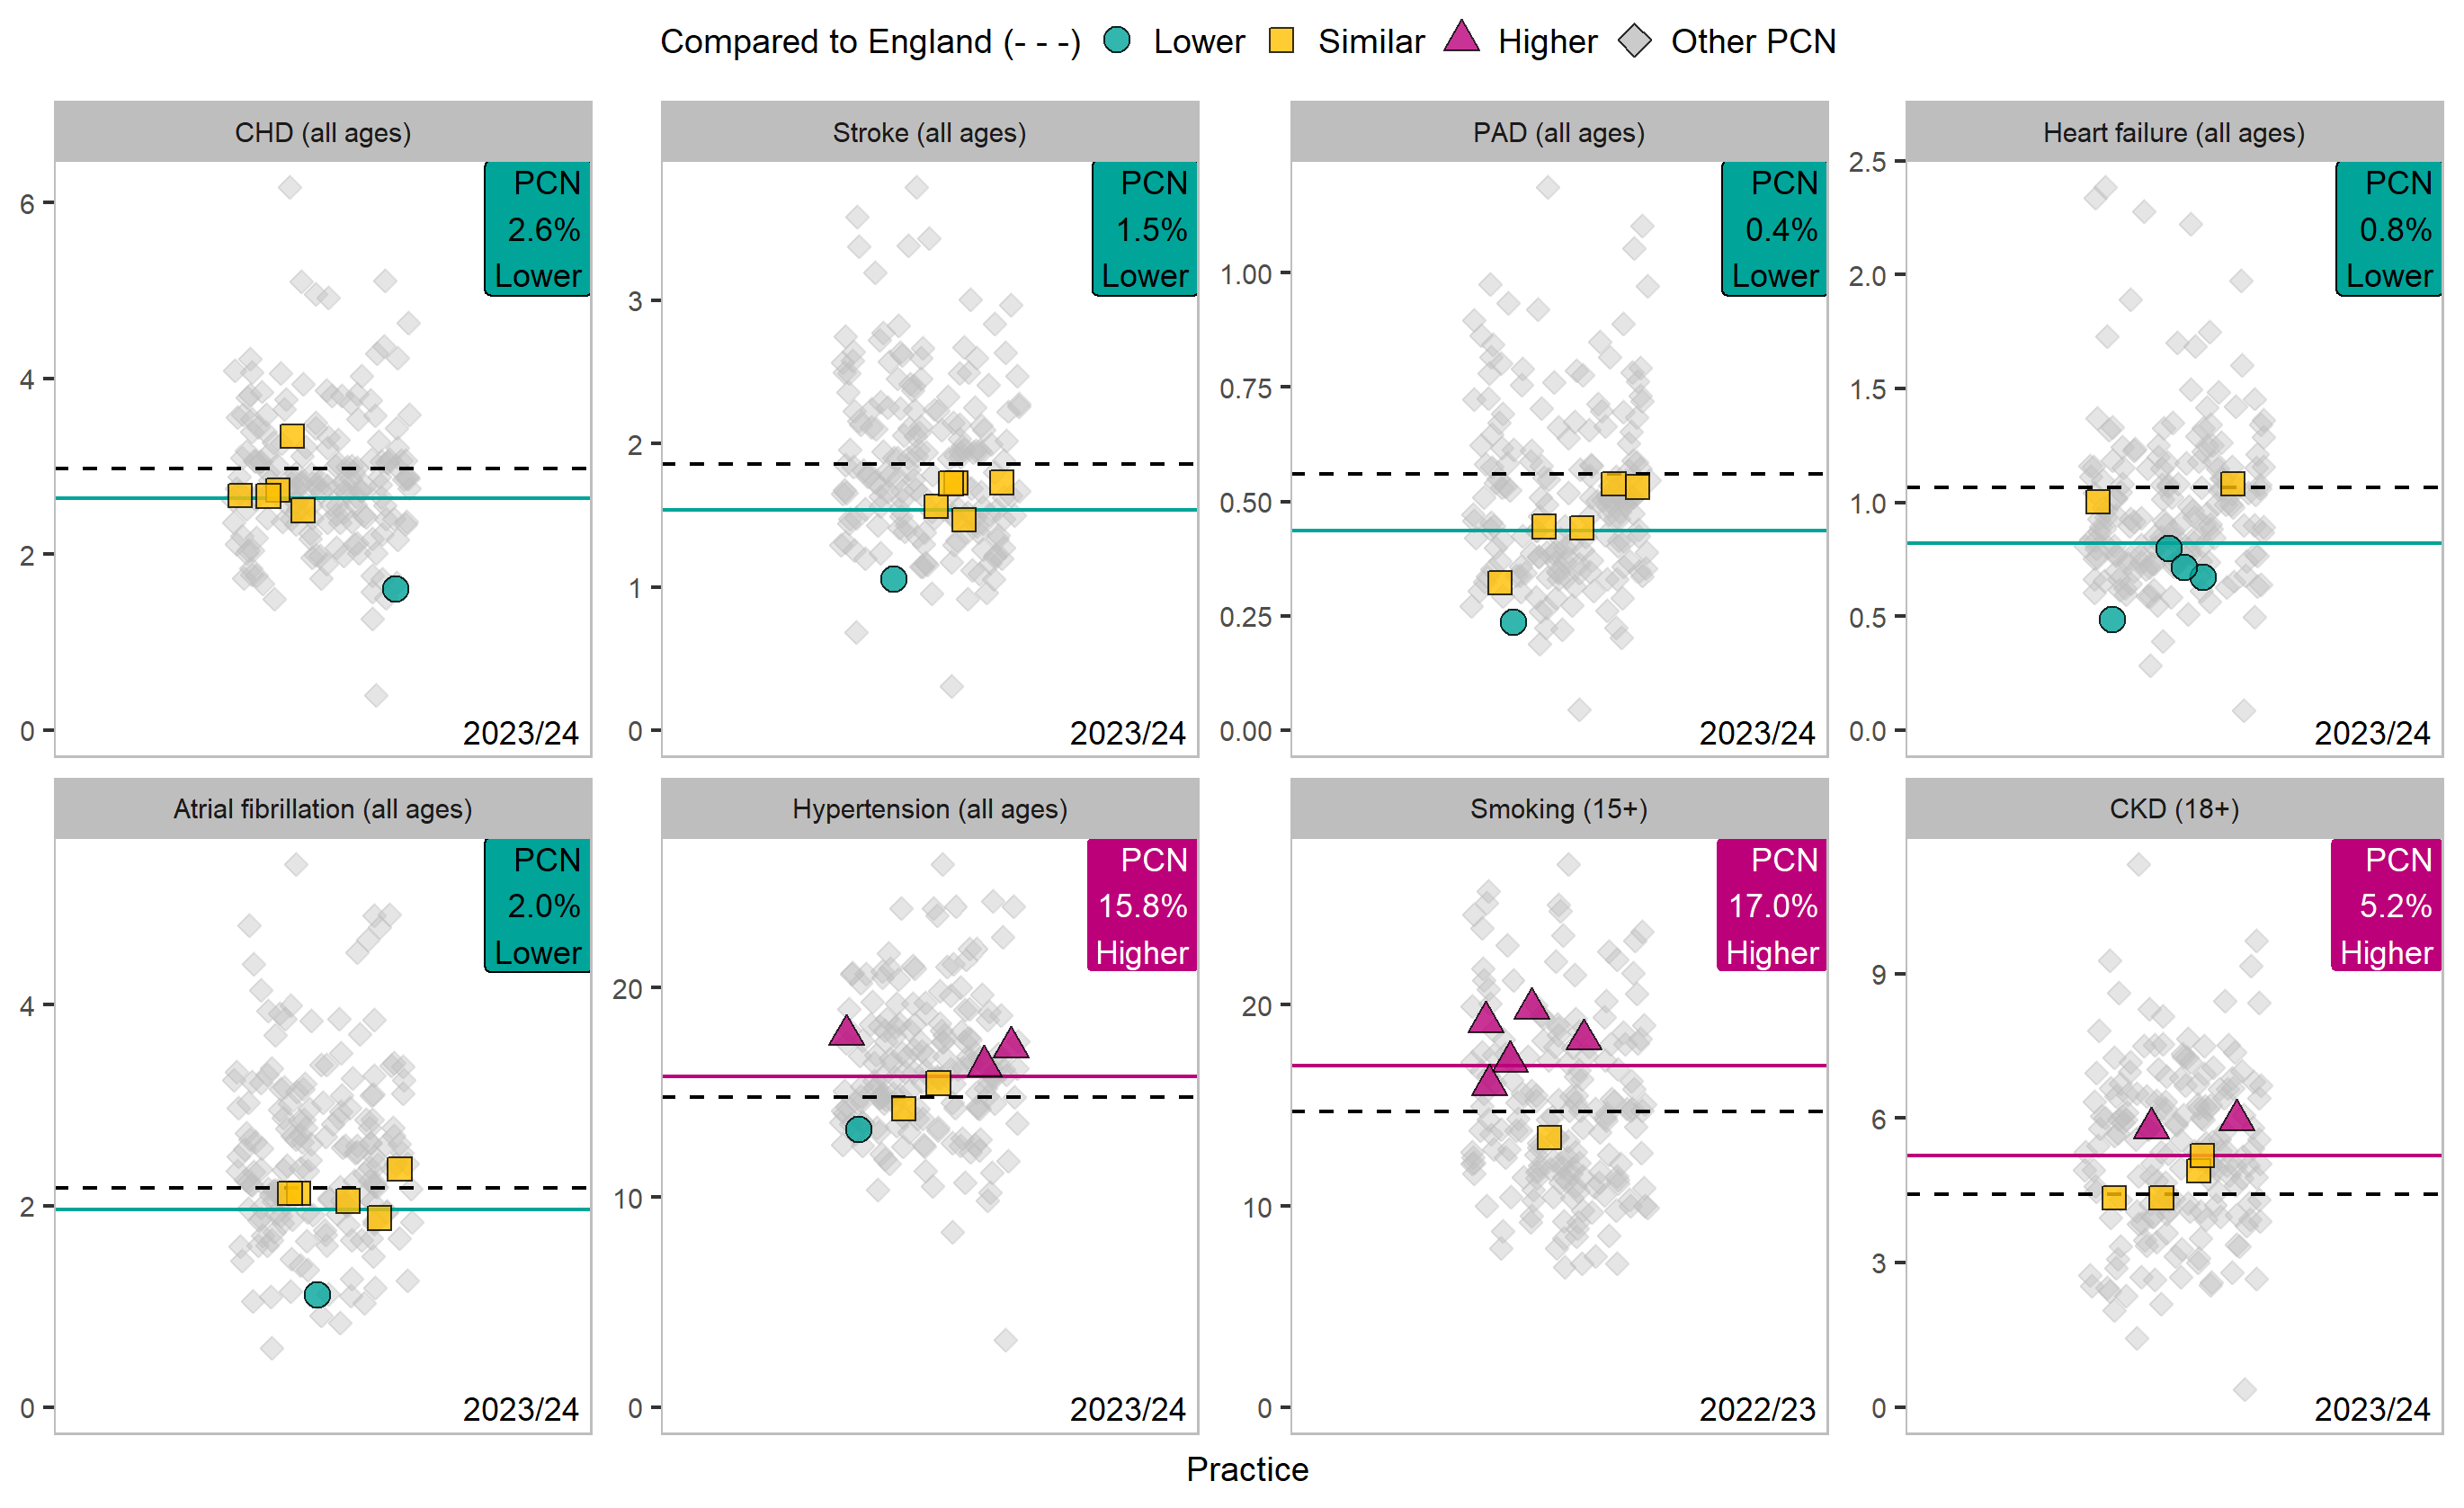 Compared to England (- - -) Lower Similar Higher Other PCN
CHD (all ages)
PCN
2.6%
Lower
6
4
2
0
2023/24
Stroke (all ages)
PCN
1.5%
Lower
3
2
1
0
2023/24
PAD (all ages)
PCN
0.4%
Lower
1.00
0.75
0.50
0.25
0.00
2023/24
Heart failure (all ages)
PCN
0.8%
Lower
2.5
2.0
1.5
1.0
0.5
0.0
2023/24
Atrial fibrillation (all ages)
PCN
2.0%
Lower
4
2
0
2023/24
Hypertension (all ages)
PCN
15.8%
Higher
20
10
0
2023/24
Smoking (15+)
PCN
17.0%
Higher
20
10
0
2022/23
CKD (18+)
PCN
5.2%
Higher
9
6
3
0
2023/24
Practice